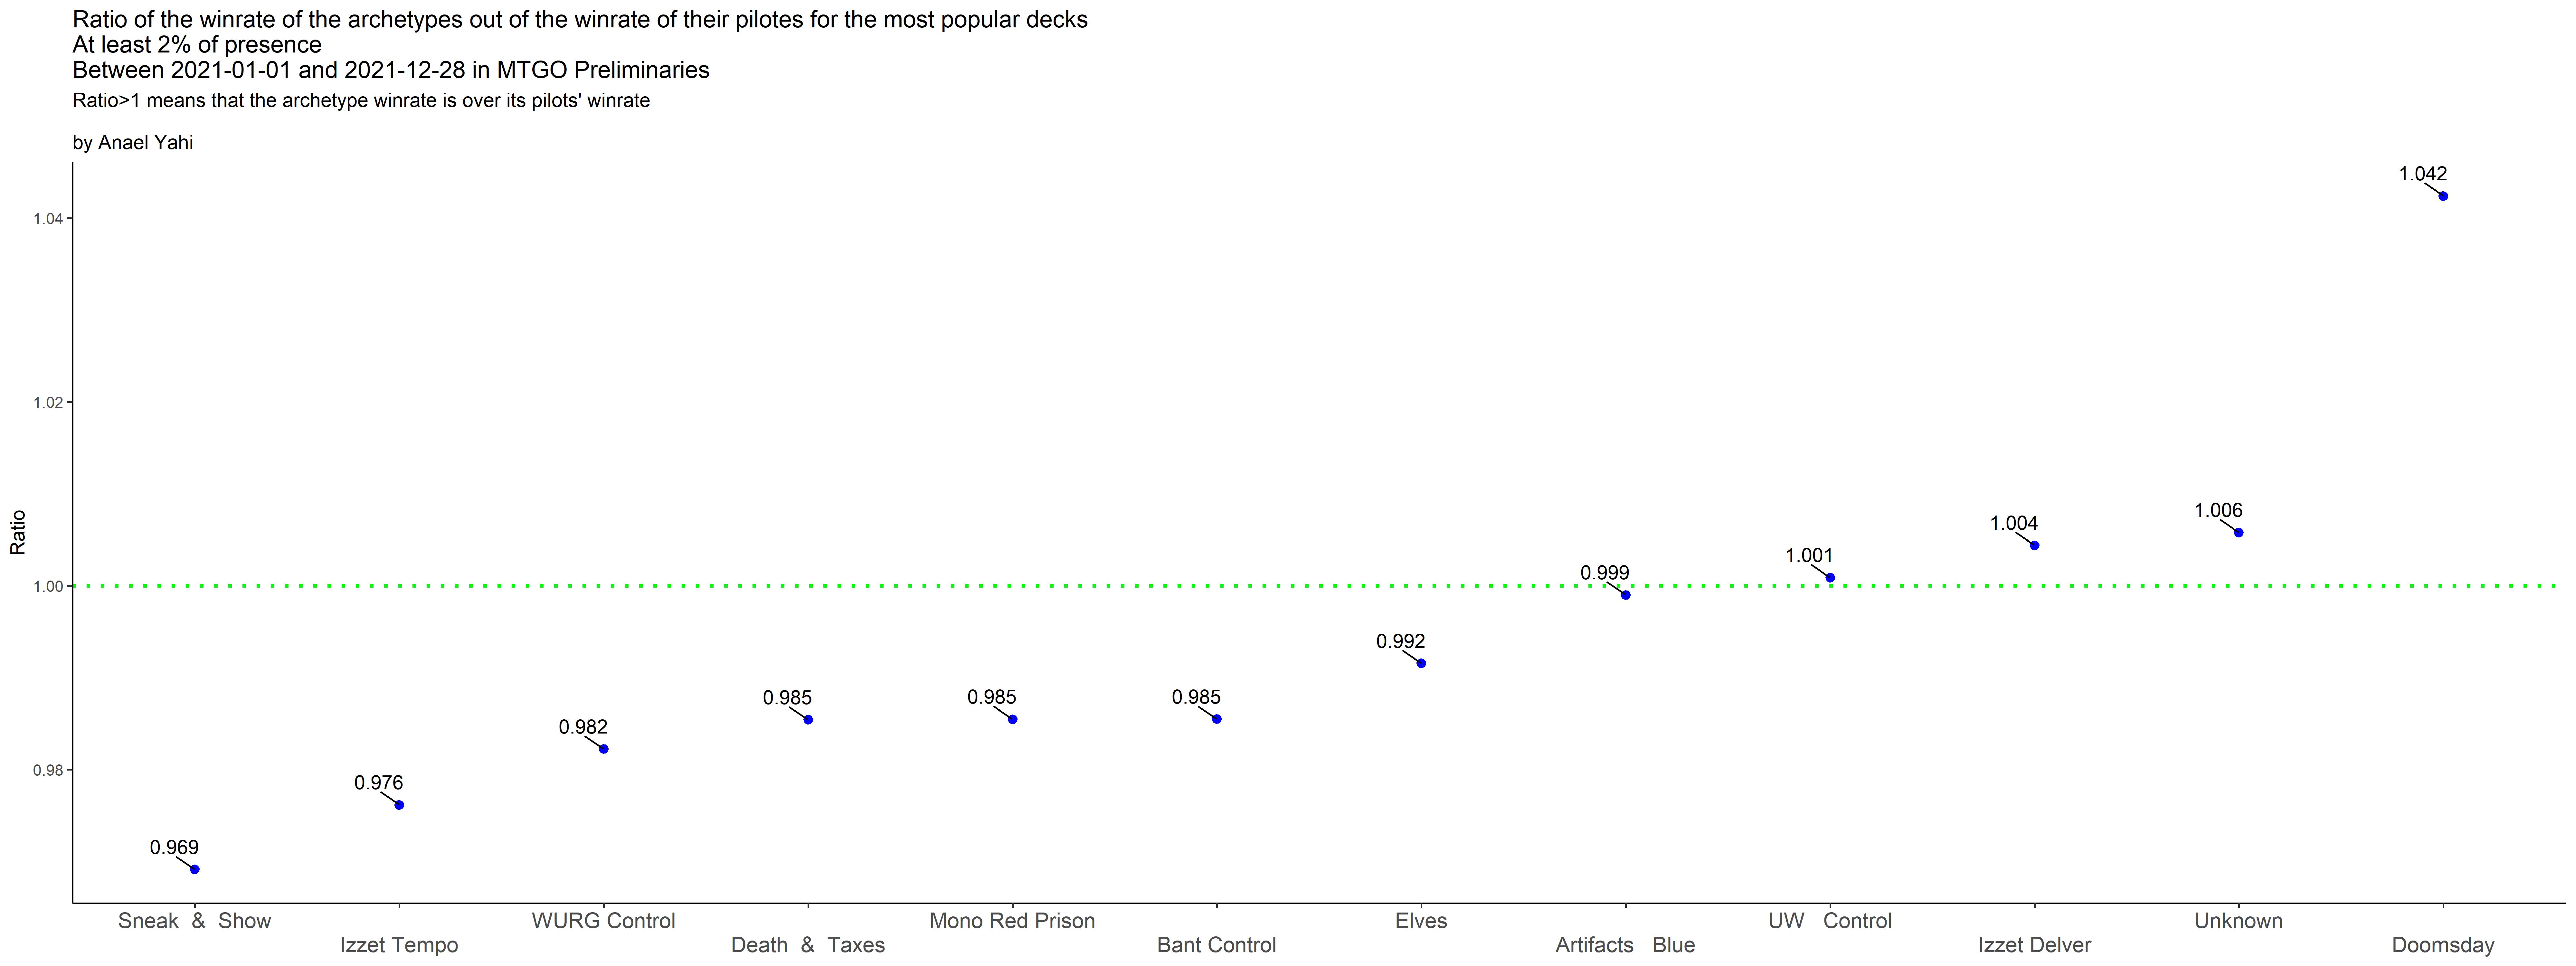 Ratio of the winrate of the archetypes out of the winrate of their pilotes for the most popular decks
At least 2% of presence
Between 2021-01-01 and 2021-12-28 in MTGO Preliminaries
Ratio>1 means that the archetype winrate is over its pilots' winrate
by Anael Yahi
1.042
1.04
1.02
1.006
1.004
1.001
0.999
1.00
0.992
0.985
0.985
0.985
0.982
0.98
0.976
0.969
Ratio
Sneak & Show
Izzet Tempo
WURG Control
Death & Taxes
Mono Red Prison
Bant Control
Elves
Artifacts Blue
UW Control
Izzet Delver
Unknown
Doomsday